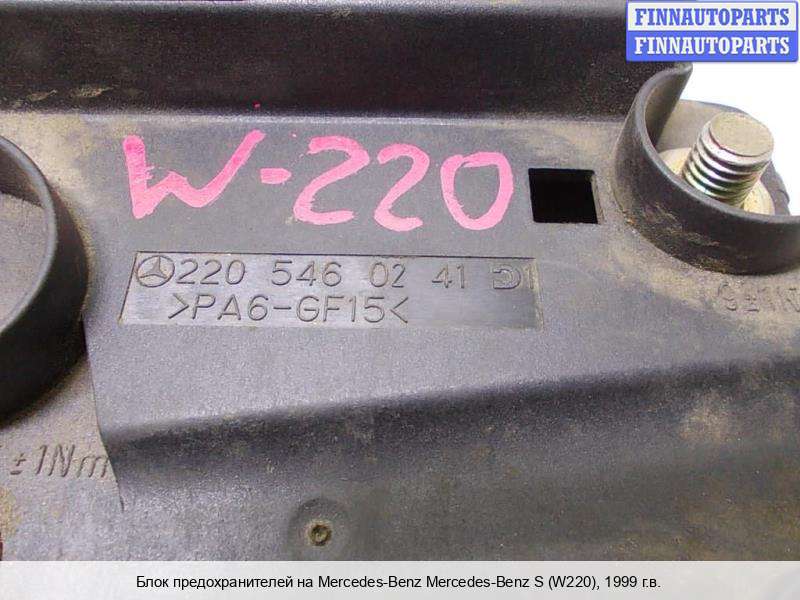 FINNAUTOPARTS
FINNAUTOPARTS
W-220
220 546 02 41
>PA6-GF15<
±1Nm
Блок предохранителей на Mercedes-Benz Mercedes-Benz S (W220), 1999 г.в.